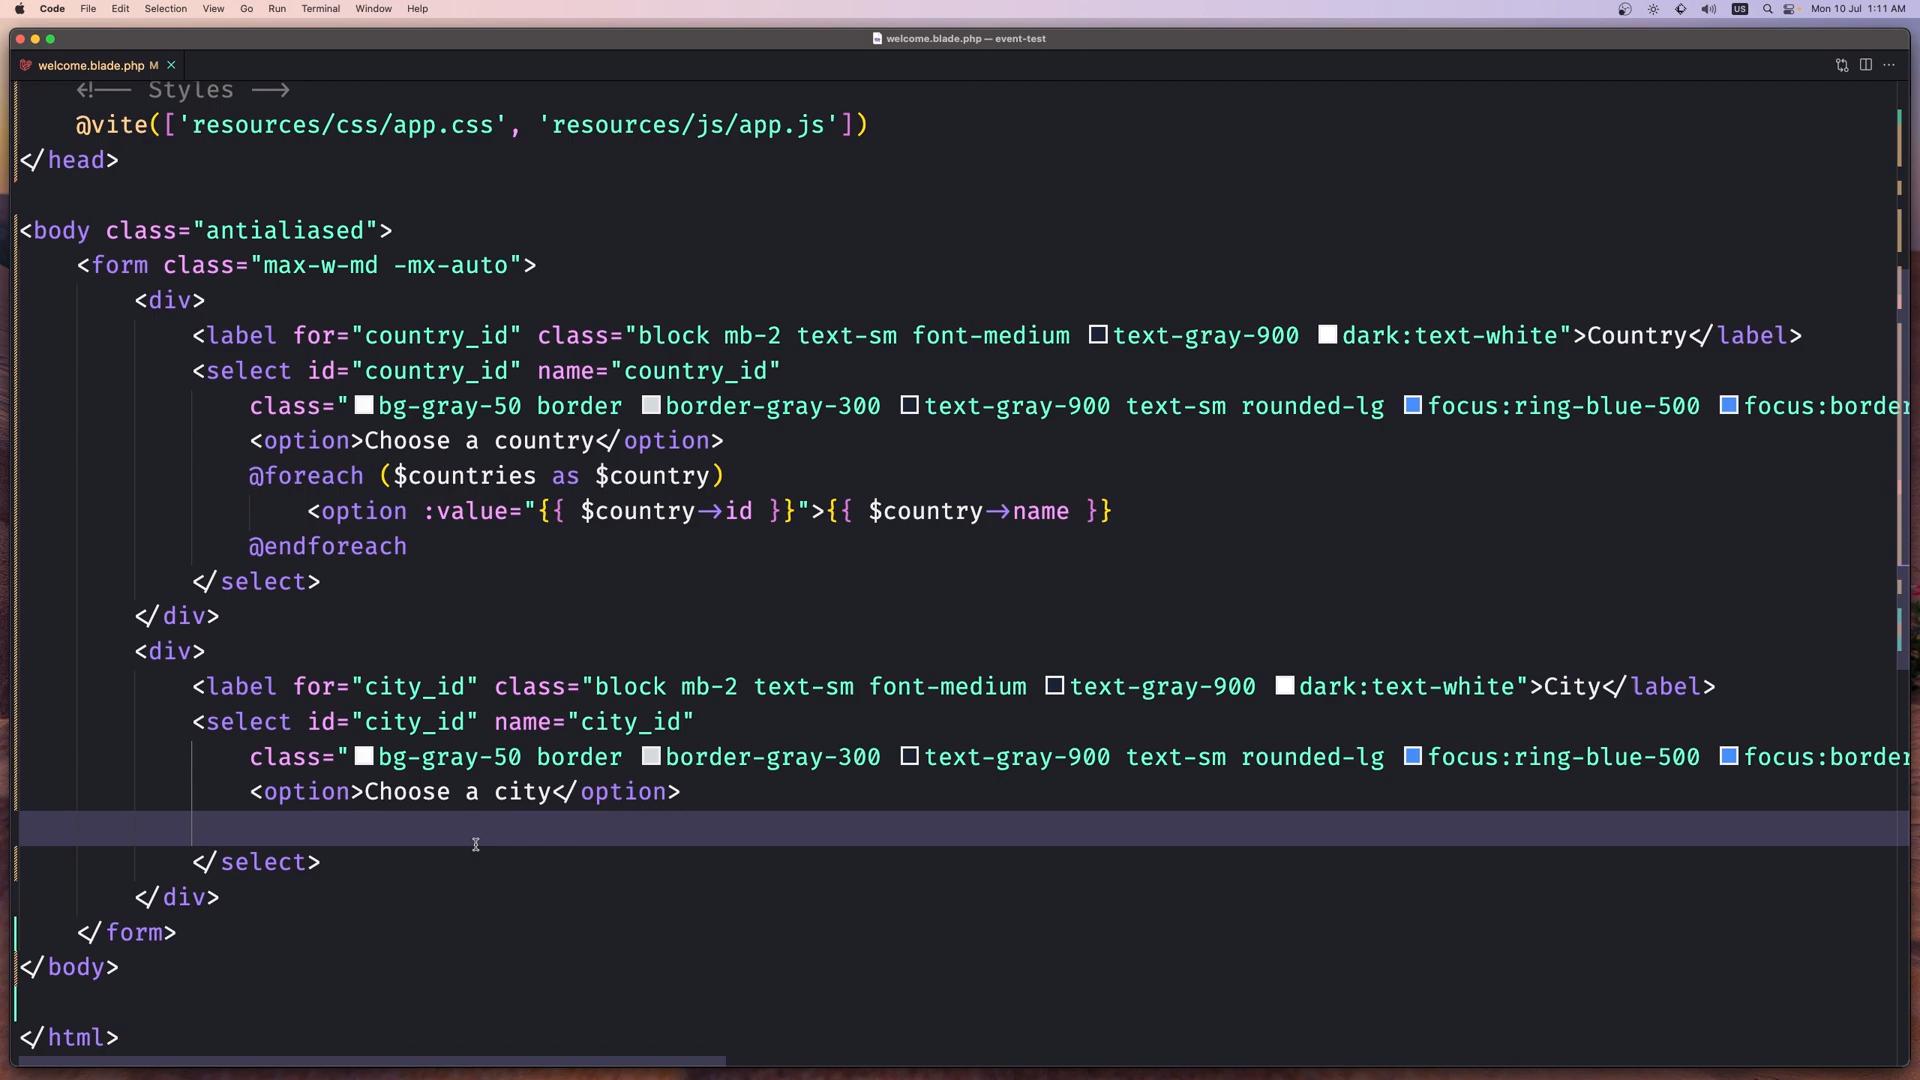 Code File Edit Selection View Go Run Terminal Window Help US Mon 10 Jul 1:11 AM
welcome.blade.php — event-test
welcome.blade.php M
<!-- Styles -->
@vite(['resources/css/app.css', 'resources/js/app.js'])
</head>
<body class="antialiased">
<form class="max-w-md -mx-auto">
<div>
<label for="country_id" class="block mb-2 text-sm font-medium text-gray-900 dark:text-white">Country</label>
<select id="country_id" name="country_id"
class="bg-gray-50 border border-gray-300 text-gray-900 text-sm rounded-lg focus:ring-blue-500 focus:border
<option>Choose a country</option>
@foreach ($countries as $country)
<option :value="{{ $country->id }}">{{ $country->name }}
@endforeach
</select>
</div>
<div>
<label for="city_id" class="block mb-2 text-sm font-medium text-gray-900 dark:text-white">City</label>
<select id="city_id" name="city_id"
class="bg-gray-50 border border-gray-300 text-gray-900 text-sm rounded-lg focus:ring-blue-500 focus:border
<option>Choose a city</option>
</select>
</div>
</form>
</body>
</html>